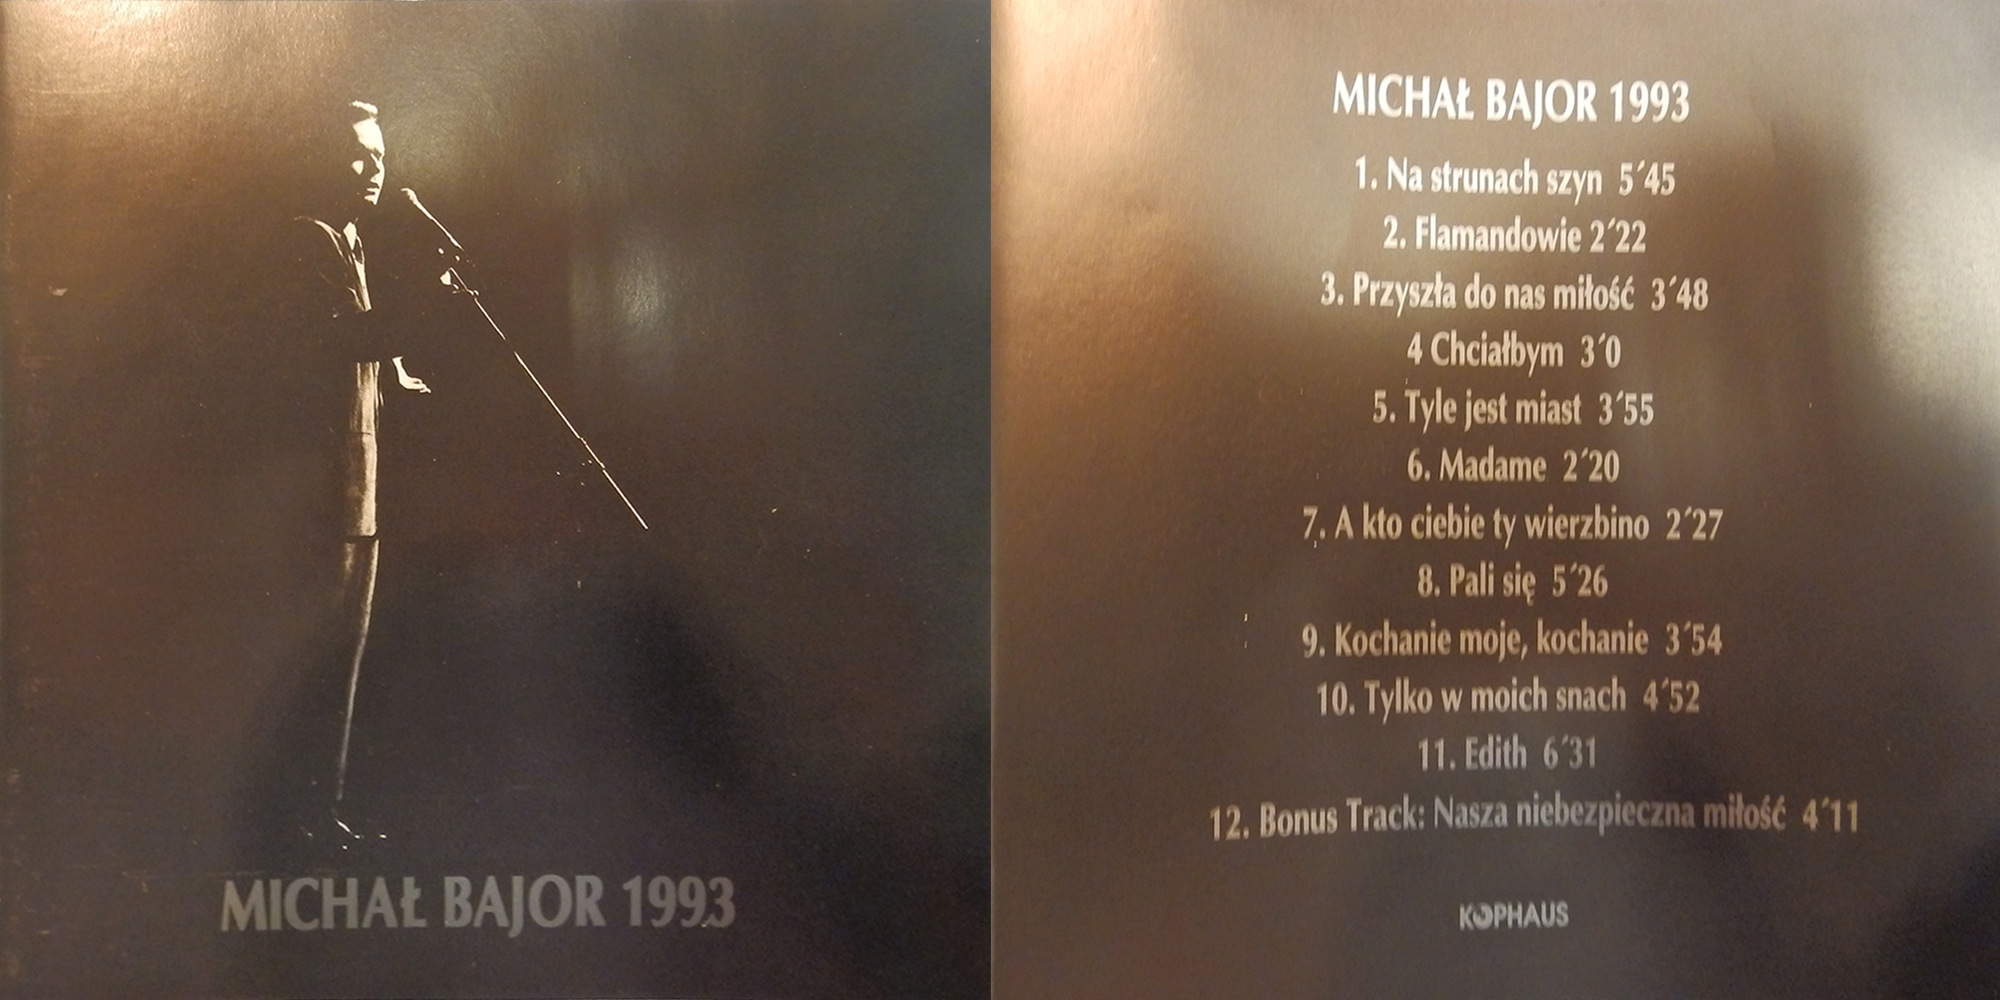 MICHAŁ BAJOR 1993
MICHAŁ BAJOR 1993
1. Na strunach szyn 5´45
2. Flamandowie 2´22
3. Przyszła do nas miłość 3´48
4 Chciałbym 3´0
5. Tyle jest miast 3´55
6. Madame 2´20
7. A kto ciebie ty wierzbino 2´27
8. Pali się 5´26
9. Kochanie moje, kochanie 3´54
10. Tylko w moich snach 4´52
11. Edith 6´31
12. Bonus Track: Nasza niebezpieczna miłość 4´11
KOPHAUS